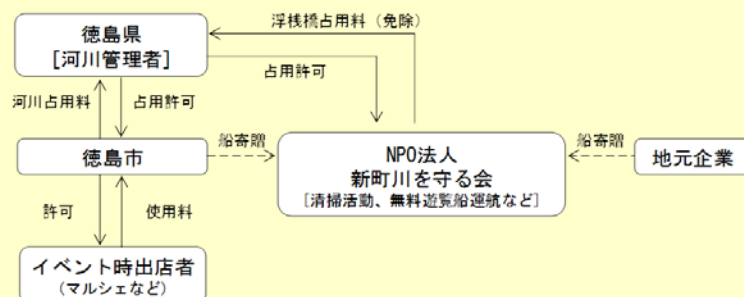 浮桟橋占用料（免除）
徳島県
[河川管理者]
占用許可
河川占用料
占用許可
徳島市
船寄贈
NPO法人
新町川を守る会
[清掃活動、無料遊覧船運航など]
船寄贈
地元企業
許可
使用料
イベント時出店者
（マルシェなど）